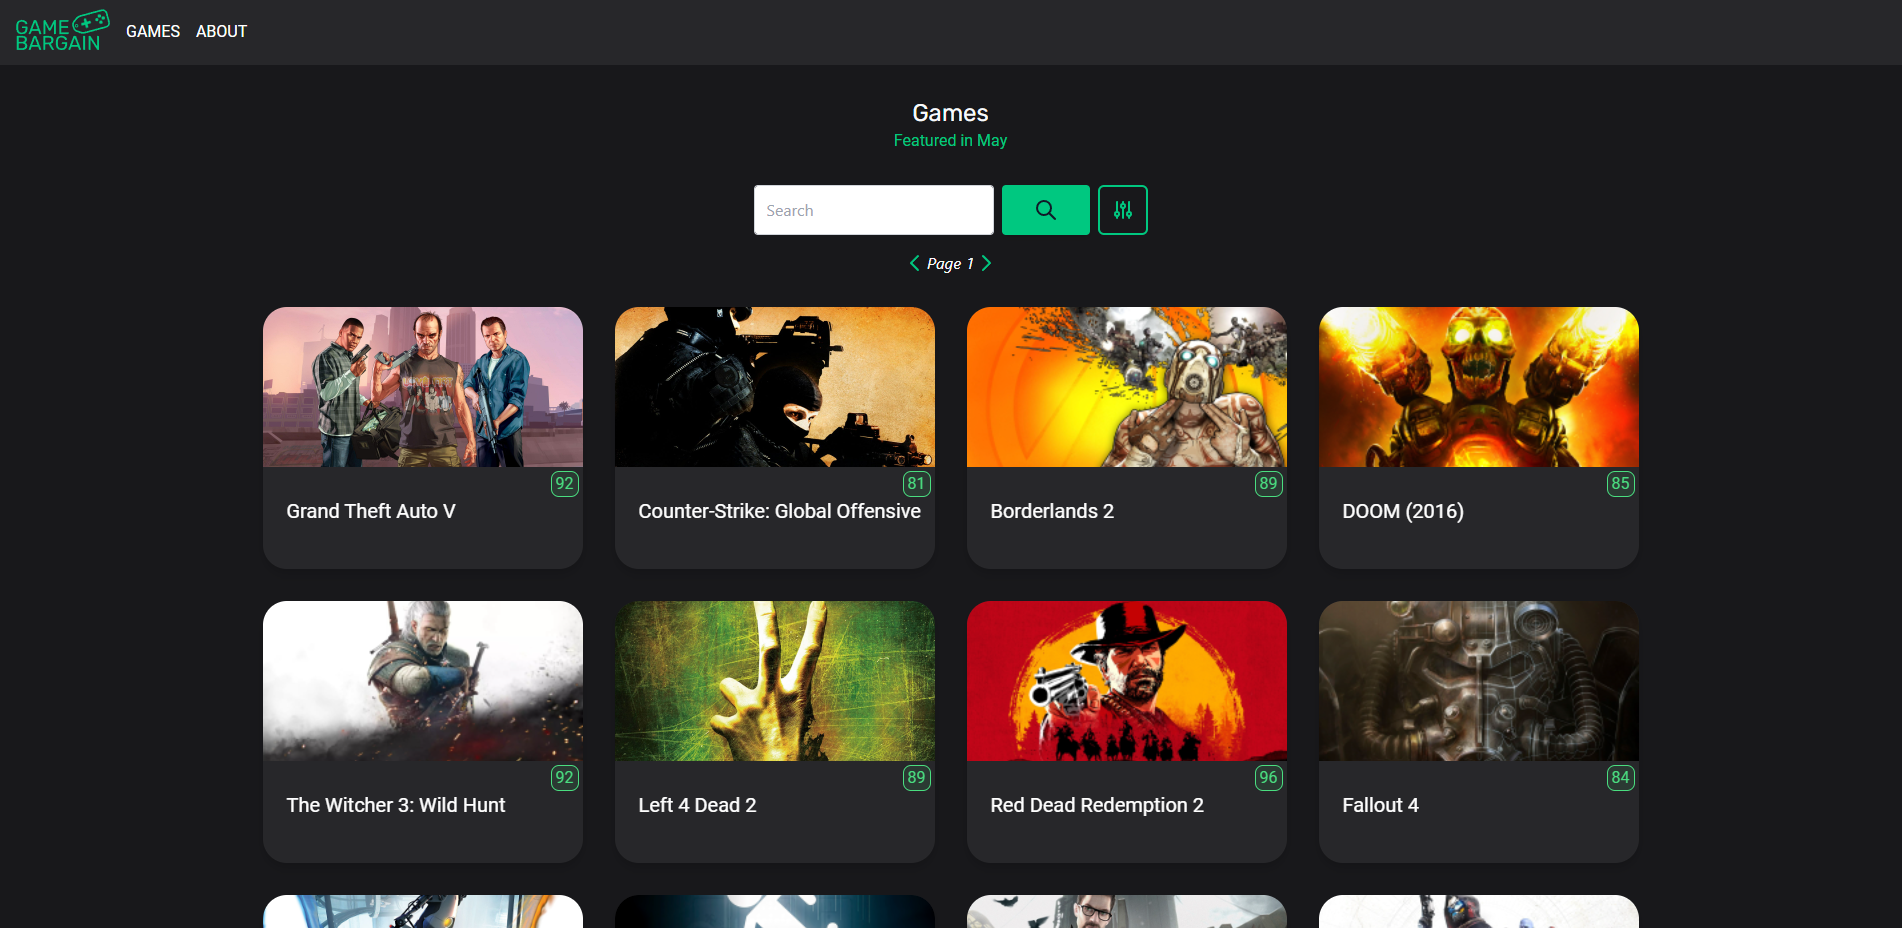 GAME
BARGAIN
GAMES ABOUT
Games
Featured in May
Search
Page 1
92
Grand Theft Auto V
81
Counter-Strike: Global Offensive
89
Borderlands 2
85
DOOM (2016)
92
The Witcher 3: Wild Hunt
89
Left 4 Dead 2
96
Red Dead Redemption 2
84
Fallout 4